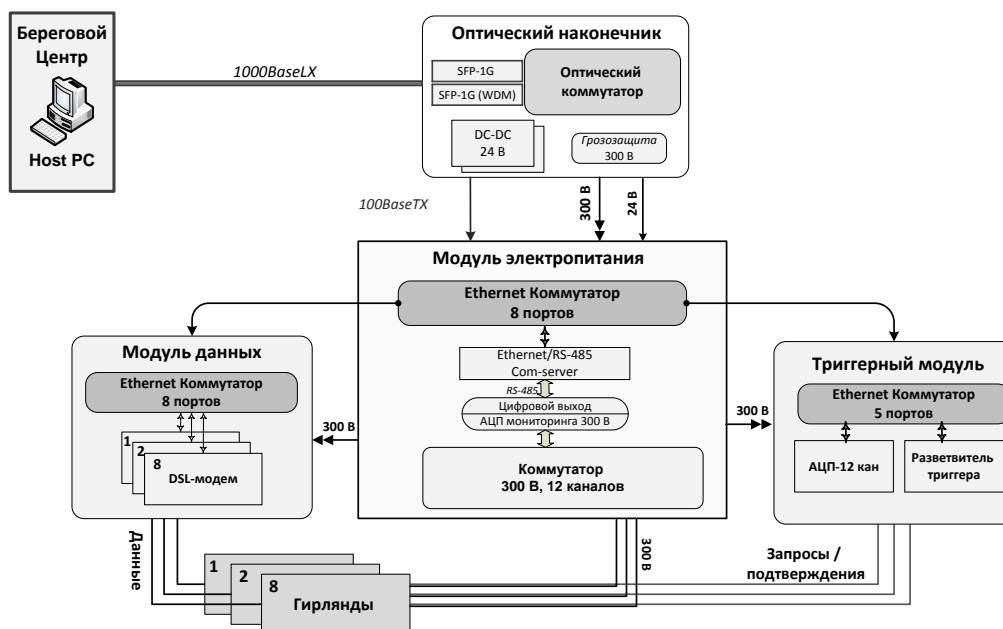 Береговой
Центр
Host PC
1000BaseLX
Оптический наконечник
SFP-1G
SFP-1G (WDM)
Оптический
коммутатор
DC-DC
24 В
Грозозащита
300 В
100BaseTX
300 В
24 В
Модуль электропитания
Ethernet Коммутатор
8 портов
Ethernet/RS-485
Com-server
RS-485
Цифровой выход
АЦП мониторинга 300 В
Коммутатор
300 В, 12 каналов
Модуль данных
Ethernet Коммутатор
8 портов
1
2
8
DSL-модем
300 В
300 В
Триггерный модуль
Ethernet Коммутатор
5 портов
АЦП-12 кан
Разветвитель
триггера
Данные
300 В
Запросы /
подтверждения
1
2
8
Гирлянды